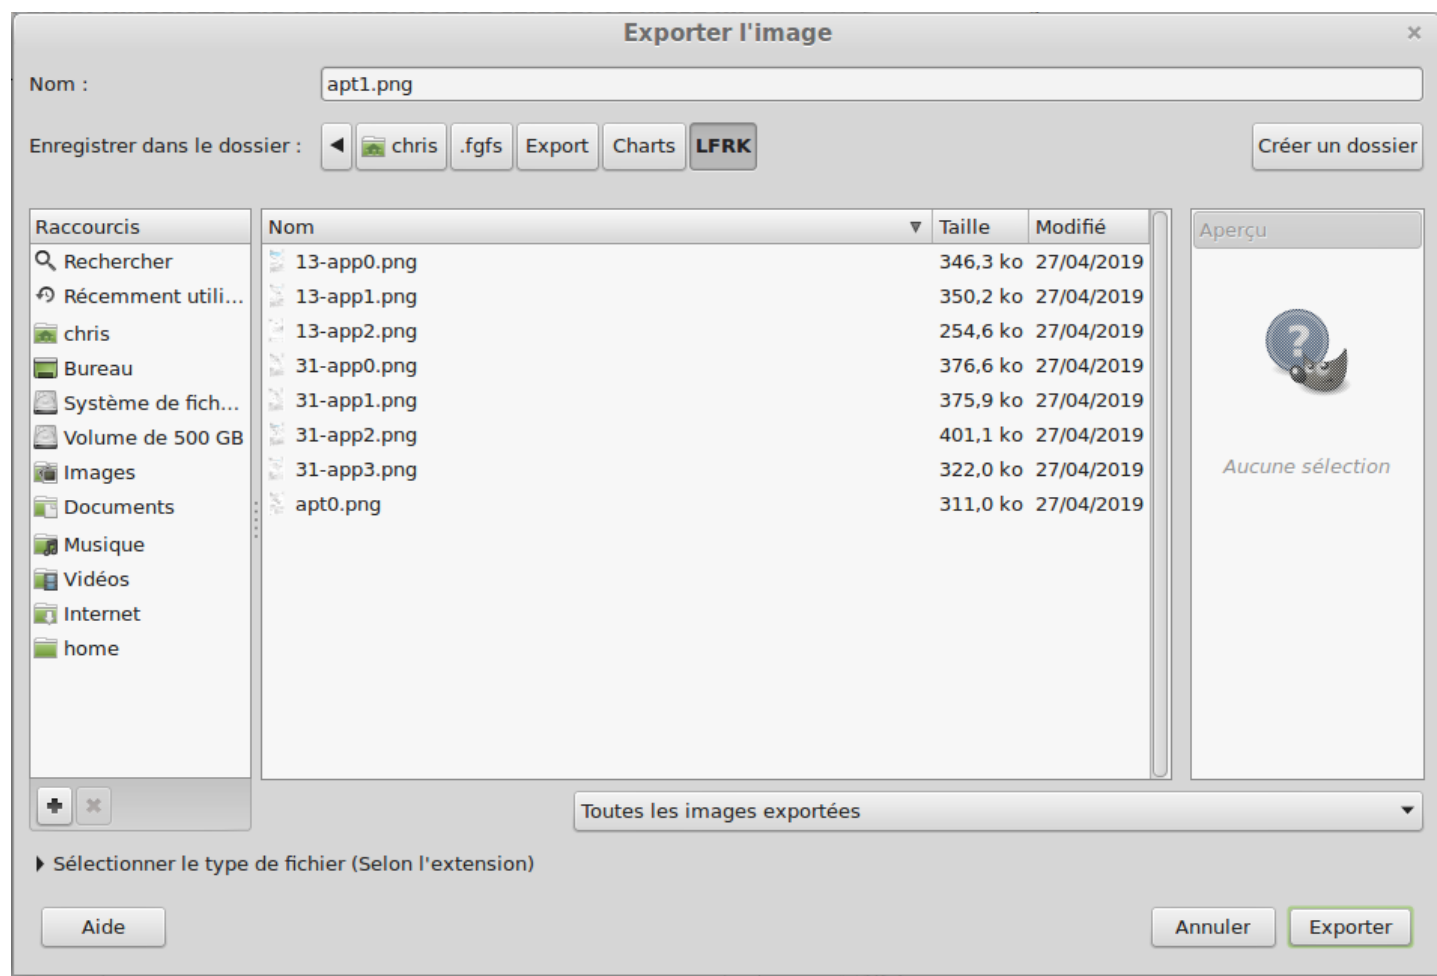 Exporter l'image
Nom :
apt1.png
Enregistrer dans le dossier :
chris
.fgfs
Export
Charts
LFRK
Créer un dossier
Raccourcis
Rechercher
Récemment utili...
chris
Bureau
Système de fich...
Volume de 500 GB
Images
Documents
Musique
Vidéos
Internet
home
Nom Taille Modifié
13-app0.png 346,3 ko 27/04/2019
13-app1.png 350,2 ko 27/04/2019
13-app2.png 254,6 ko 27/04/2019
31-app0.png 376,6 ko 27/04/2019
31-app1.png 375,9 ko 27/04/2019
31-app2.png 401,1 ko 27/04/2019
31-app3.png 322,0 ko 27/04/2019
apt0.png 311,0 ko 27/04/2019
Aperçu
Aucune sélection
Toutes les images exportées
Sélectionner le type de fichier (Selon l'extension)
Aide
Annuler
Exporter